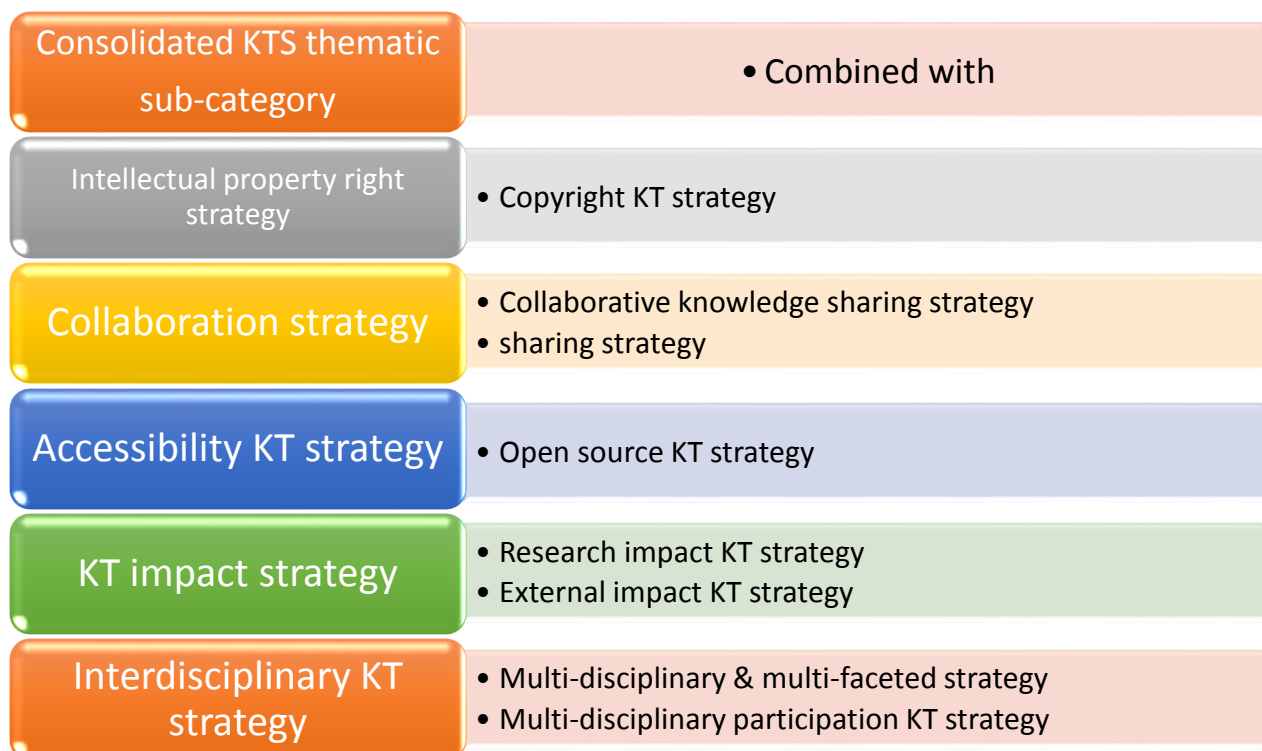 Consolidated KTS thematic
sub-category
• Combined with
Intellectual property right
strategy
• Copyright KT strategy
Collaboration strategy
• Collaborative knowledge sharing strategy
• sharing strategy
Accessibility KT strategy
• Open source KT strategy
KT impact strategy
• Research impact KT strategy
• External impact KT strategy
Interdisciplinary KT
strategy
• Multi-disciplinary & multi-faceted strategy
• Multi-disciplinary participation KT strategy